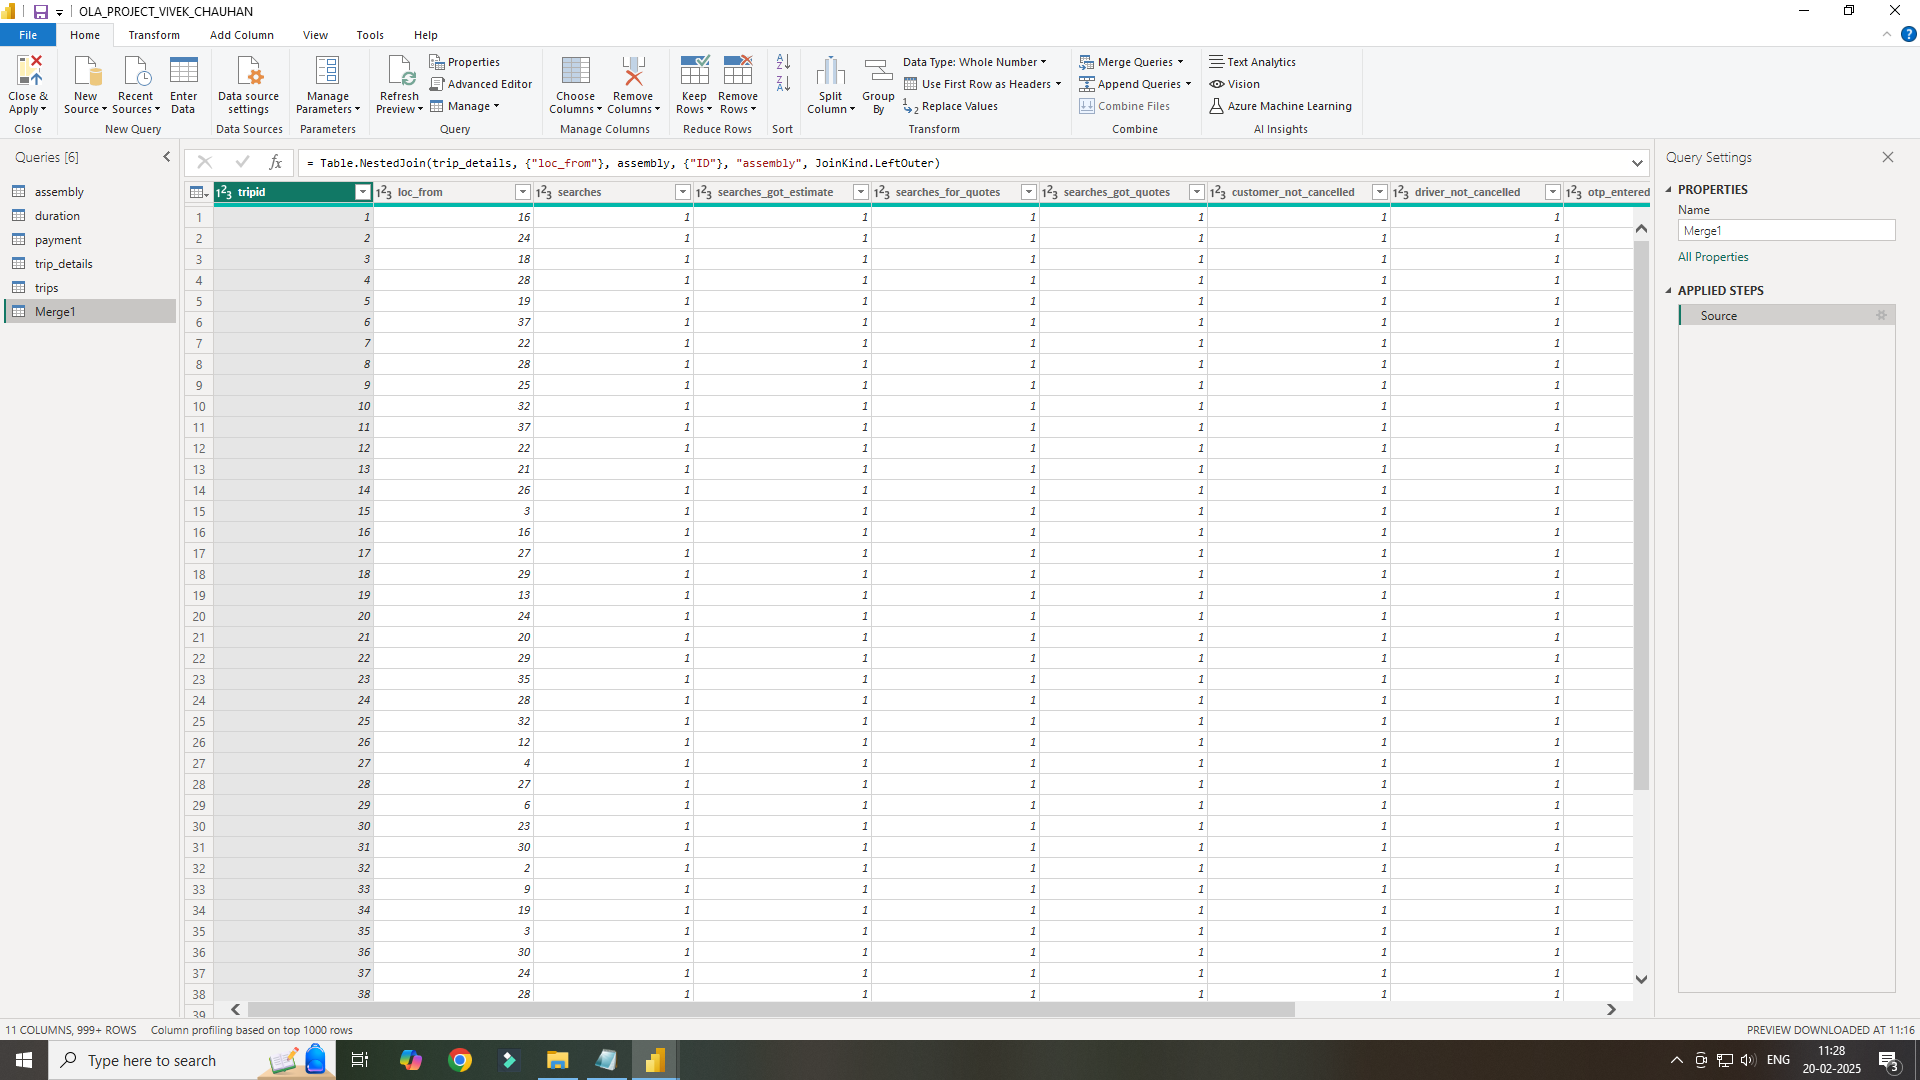 OLA_PROJECT_VIVEK_CHAUHAN
File Home Transform Add Column View Tools Help
Close & Apply
Close
New Source
Recent Sources
Enter Data
New Query
Data source settings
Data Sources
Manage Parameters
Parameters
Refresh Preview
Properties
Advanced Editor
Manage
Query
Choose Columns
Remove Columns
Manage Columns
Keep Rows
Remove Rows
Reduce Rows
Sort
Split Column
Group By
Data Type: Whole Number
Use First Row as Headers
Replace Values
Transform
Merge Queries
Append Queries
Combine Files
Combine
Text Analytics
Vision
Azure Machine Learning
AI Insights
Queries [6]
assembly
duration
payment
trip_details
trips
Merge1
= Table.NestedJoin(trip_details, {"loc_from"}, assembly, {"ID"}, "assembly", JoinKind.LeftOuter)
tripid loc_from searches searches_got_estimate searches_for_quotes searches_got_quotes customer_not_cancelled driver_not_cancelled otp_entered
1 1 16 1 1 1 1 1 1
2 2 24 1 1 1 1 1 1
3 3 18 1 1 1 1 1 1
4 4 28 1 1 1 1 1 1
5 5 19 1 1 1 1 1 1
6 6 37 1 1 1 1 1 1
7 7 22 1 1 1 1 1 1
8 8 28 1 1 1 1 1 1
9 9 25 1 1 1 1 1 1
10 10 32 1 1 1 1 1 1
11 11 37 1 1 1 1 1 1
12 12 22 1 1 1 1 1 1
13 13 21 1 1 1 1 1 1
14 14 26 1 1 1 1 1 1
15 15 3 1 1 1 1 1 1
16 16 16 1 1 1 1 1 1
17 17 27 1 1 1 1 1 1
18 18 29 1 1 1 1 1 1
19 19 13 1 1 1 1 1 1
20 20 24 1 1 1 1 1 1
21 21 20 1 1 1 1 1 1
22 22 29 1 1 1 1 1 1
23 23 35 1 1 1 1 1 1
24 24 28 1 1 1 1 1 1
25 25 32 1 1 1 1 1 1
26 26 12 1 1 1 1 1 1
27 27 4 1 1 1 1 1 1
28 28 27 1 1 1 1 1 1
29 29 6 1 1 1 1 1 1
30 30 23 1 1 1 1 1 1
31 31 30 1 1 1 1 1 1
32 32 2 1 1 1 1 1 1
33 33 9 1 1 1 1 1 1
34 34 19 1 1 1 1 1 1
35 35 3 1 1 1 1 1 1
36 36 30 1 1 1 1 1 1
37 37 24 1 1 1 1 1 1
38 38 28 1 1 1 1 1 1
39
Query Settings
PROPERTIES
Name
Merge1
All Properties
APPLIED STEPS
Source
11 COLUMNS, 999+ ROWS Column profiling based on top 1000 rows
PREVIEW DOWNLOADED AT 11:16
Type here to search
ENG
11:28
20-02-2025
3